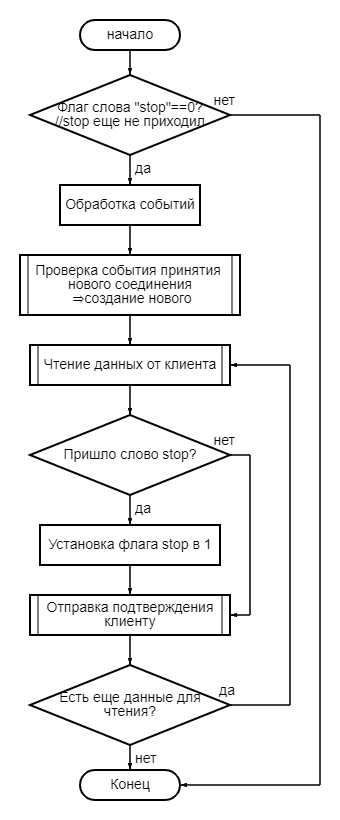 начало
Флаг слова "stop"==0?
//stop еще не приходил
нет
да
Обработка событий
Проверка события принятия
нового соединения
⇒создание нового
Чтение данных от клиента
Пришло слово stop?
нет
да
Установка флага stop в 1
Отправка подтверждения
клиенту
Есть еще данные для
чтения?
да
нет
Конец